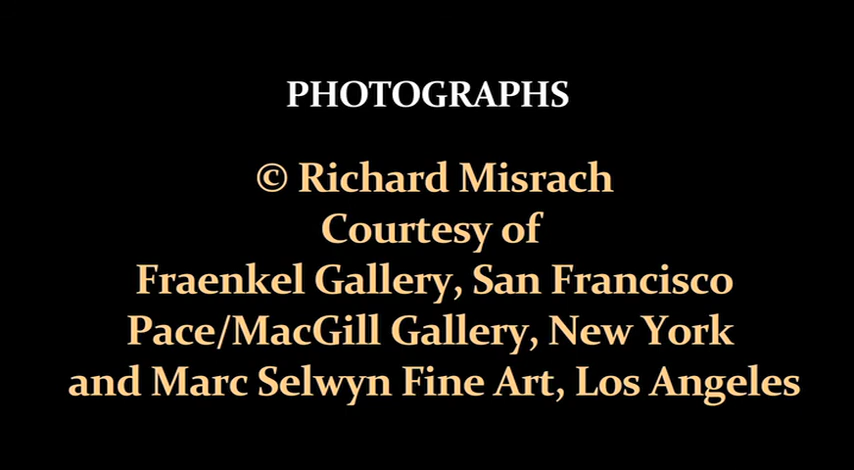 PHOTOGRAPHS
© Richard Misrach
Courtesy of
Fraenkel Gallery, San Francisco
Pace/MacGill Gallery, New York
and Marc Selwyn Fine Art, Los Angeles